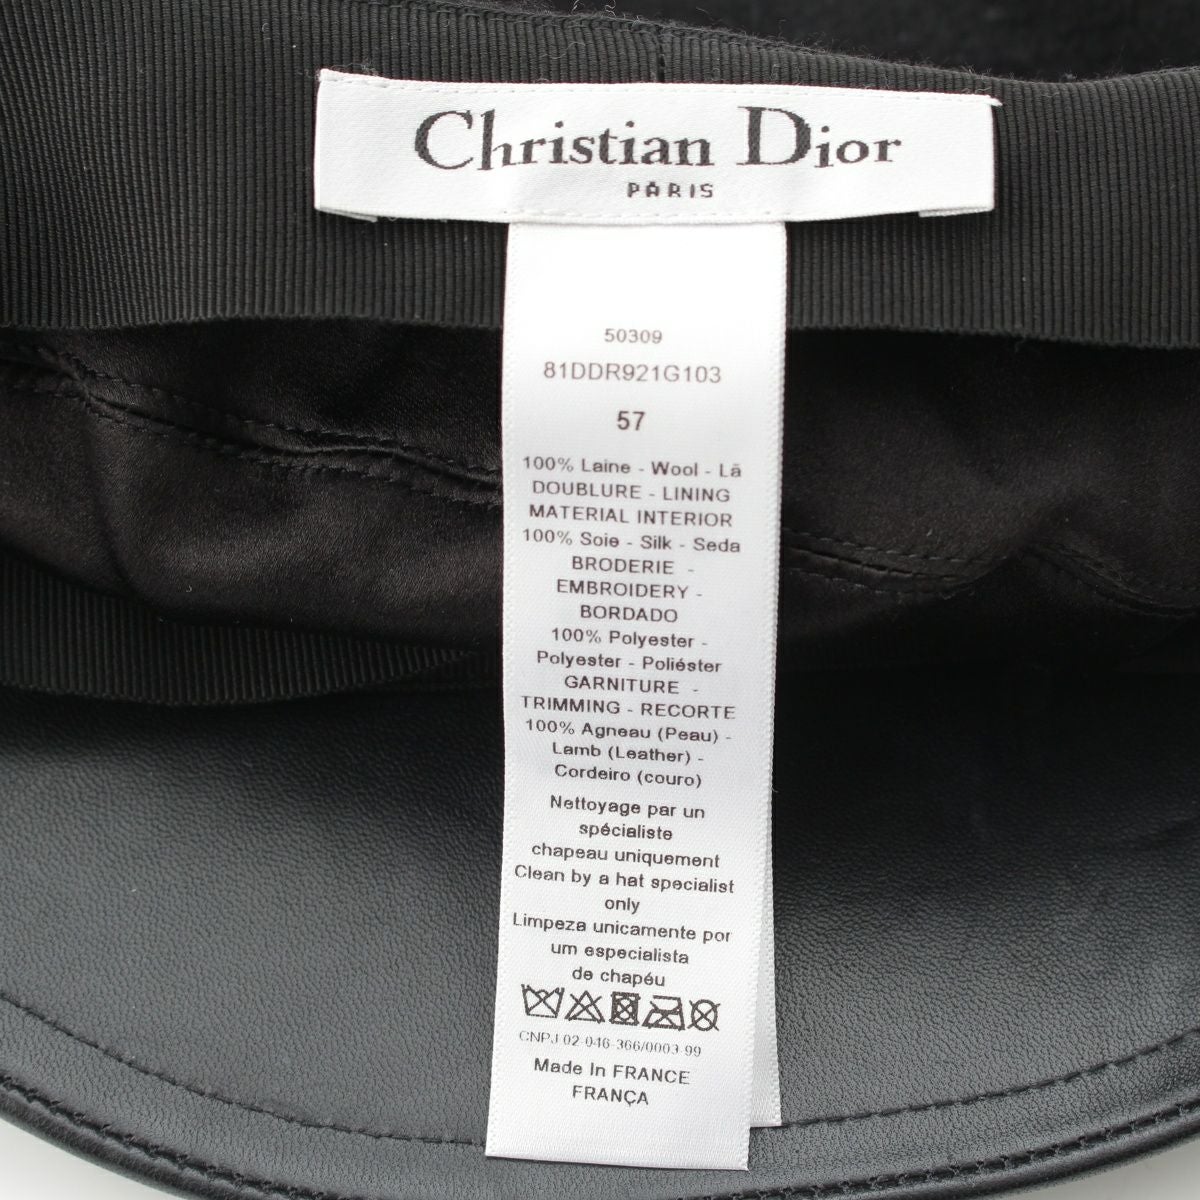 Christian Dior
PARIS
50309
81DDR921G103
57
100% Laine - Wool - Lã
DOUBLURE - LINING
MATERIAL INTERIOR
100% Soie - Silk - Seda
BRODERIE -
EMBROIDERY -
BORDADO
100% Polyester -
Polyester - Poliéster
GARNITURE -
TRIMMING - RECORTE
100% Agneau (Peau) -
Lamb (Leather) -
Cordeiro (couro)
Nettoyage par un
spécialiste
chapeau uniquement
Clean by a hat specialist
only
Limpeza unicamente por
um especialista
de chapéu
CNPJ 02-046-366/0003-99
Made In FRANCE
FRANÇA